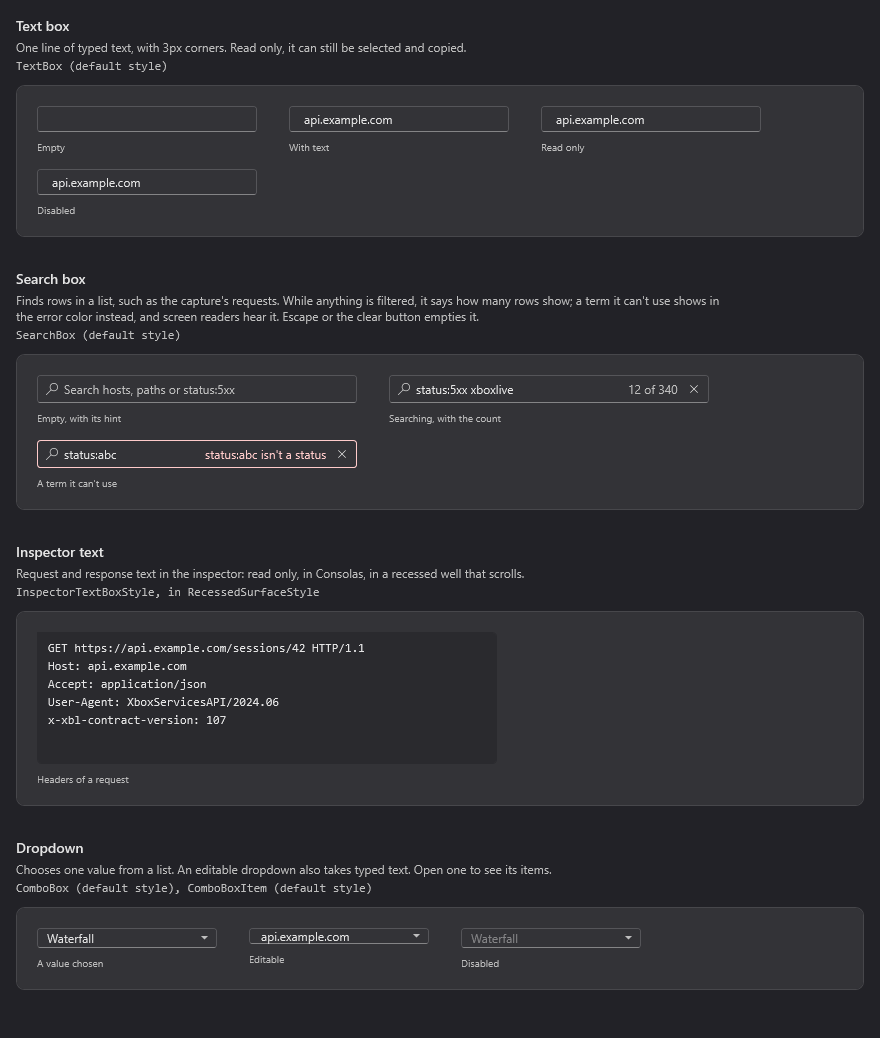 Text box
One line of typed text, with 3px corners. Read only, it can still be selected and copied.
TextBox (default style)
api.example.com
api.example.com
Empty
With text
Read only
api.example.com
Disabled
Search box
Finds rows in a list, such as the capture's requests. While anything is filtered, it says how many rows show; a term it can't use shows in
the error color instead, and screen readers hear it. Escape or the clear button empties it.
SearchBox (default style)
Search hosts, paths or status:5xx
status:5xx xboxlive
12 of 340
Empty, with its hint
Searching, with the count
status:abc
status:abc isn't a status
A term it can't use
Inspector text
Request and response text in the inspector: read only, in Consolas, in a recessed well that scrolls.
InspectorTextBoxStyle, in RecessedSurfaceStyle
GET https://api.example.com/sessions/42 HTTP/1.1
Host: api.example.com
Accept: application/json
User-Agent: XboxServicesAPI/2024.06
x-xbl-contract-version: 107
Headers of a request
Dropdown
Chooses one value from a list. An editable dropdown also takes typed text. Open one to see its items.
ComboBox (default style), ComboBoxItem (default style)
Waterfall
api.example.com
Waterfall
A value chosen
Editable
Disabled